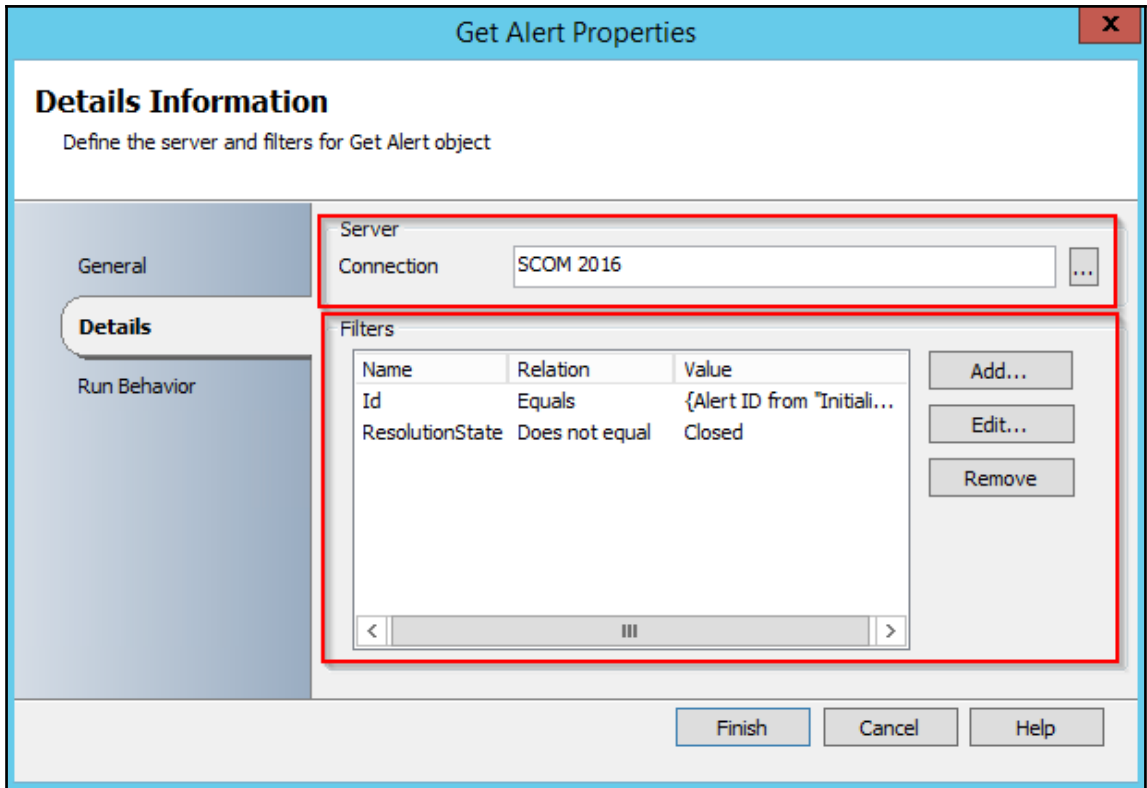 Get Alert Properties
x
Details Information
Define the server and filters for Get Alert object
General
Details
Run Behavior
Server
Connection SCOM 2016 ...
Filters
Name Relation Value
Id Equals {Alert ID from "Initiali...
ResolutionState Does not equal Closed
Add...
Edit...
Remove
Finish Cancel Help